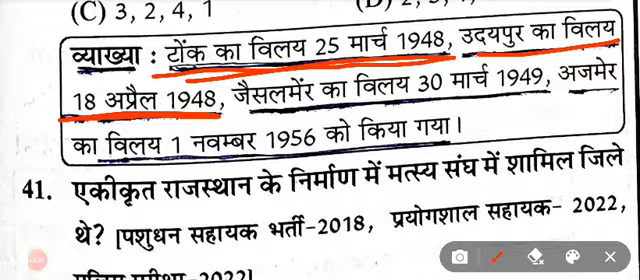 (C) 3, 2, 4, 1
व्याख्या : टोंक का विलय 25 मार्च 1948, उदयपुर का विलय
18 अप्रैल 1948, जैसलमेर का विलय 30 मार्च 1949, अजमेर
का विलय 1 नवम्बर 1956 को किया गया।
41. एकीकृत राजस्थान के निर्माण में मत्स्य संघ में शामिल जिले
थे? [पशुधन सहायक भर्ती-2018, प्रयोगशाल सहायक- 2022,